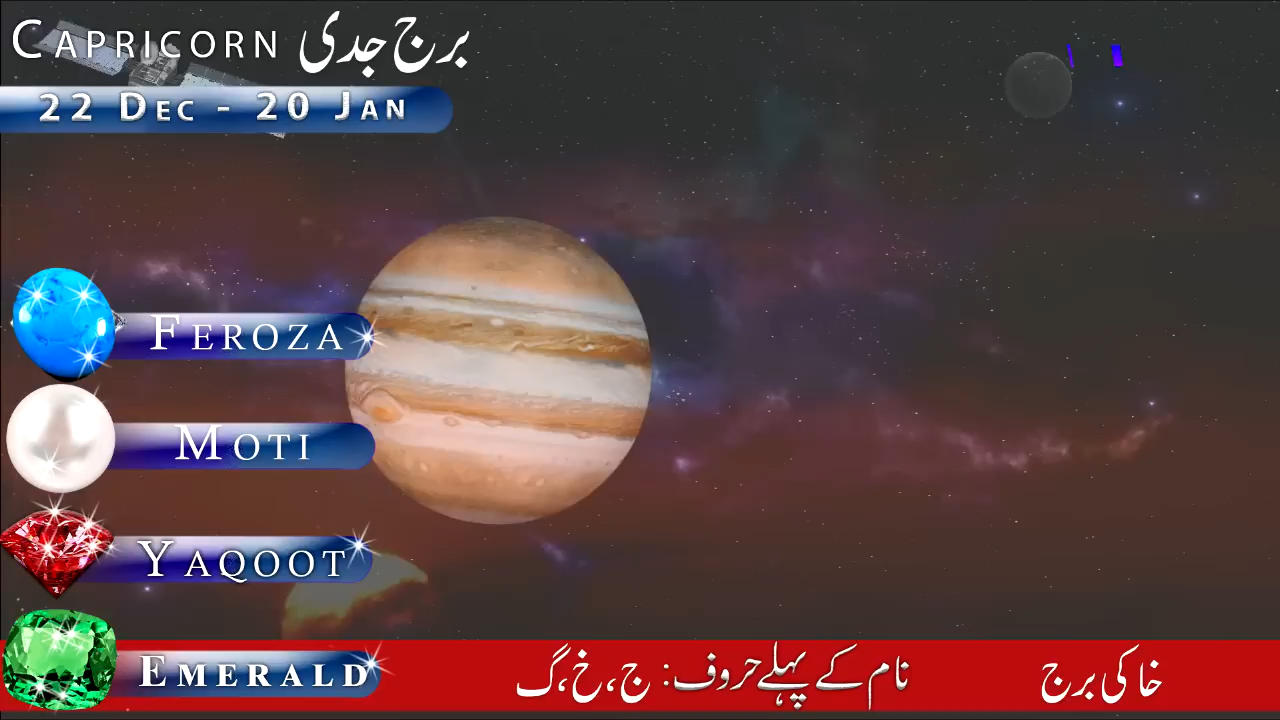 CAPRICORN برج جدی
22 DEC - 20 JAN
FEROZA
MOTI
YAQOOT
EMERALD
نام کے پہلے حروف: ج، خ، گ
خاکی برج